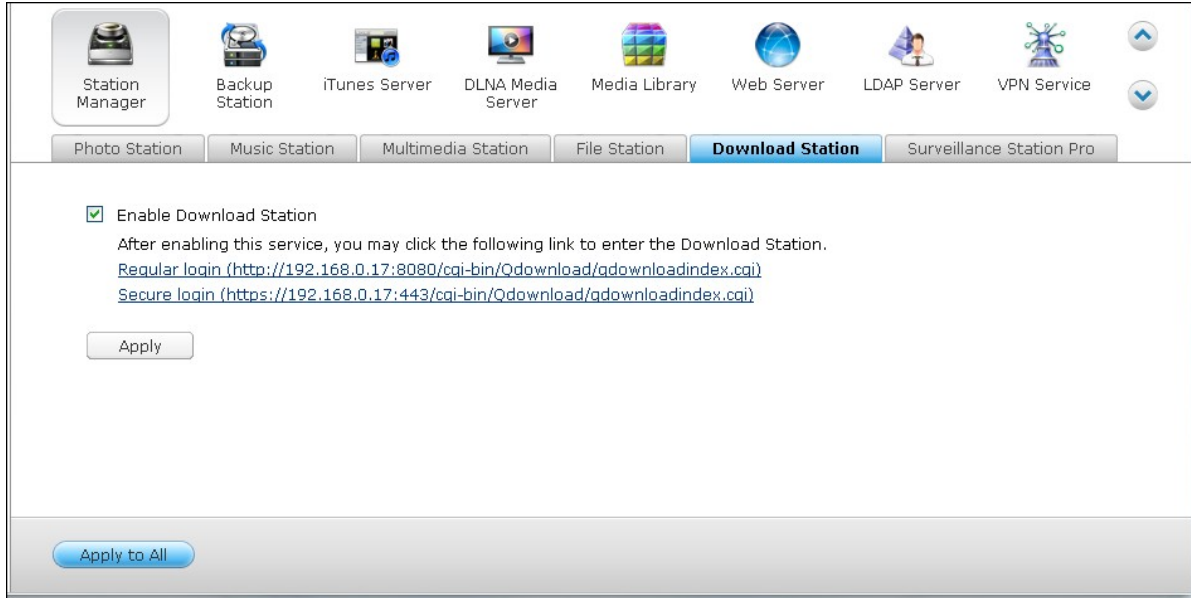 Station
Manager
Backup
Station
iTunes Server
DLNA Media
Server
Media Library
Web Server
LDAP Server
VPN Service
Photo Station
Music Station
Multimedia Station
File Station
Download Station
Surveillance Station Pro
Enable Download Station
After enabling this service, you may click the following link to enter the Download Station.
Regular login (http://192.168.0.17:8080/cgi-bin/Qdownload/qdownloadindex.cgi)
Secure login (https://192.168.0.17:443/cgi-bin/Qdownload/qdownloadindex.cgi)
Apply
Apply to All